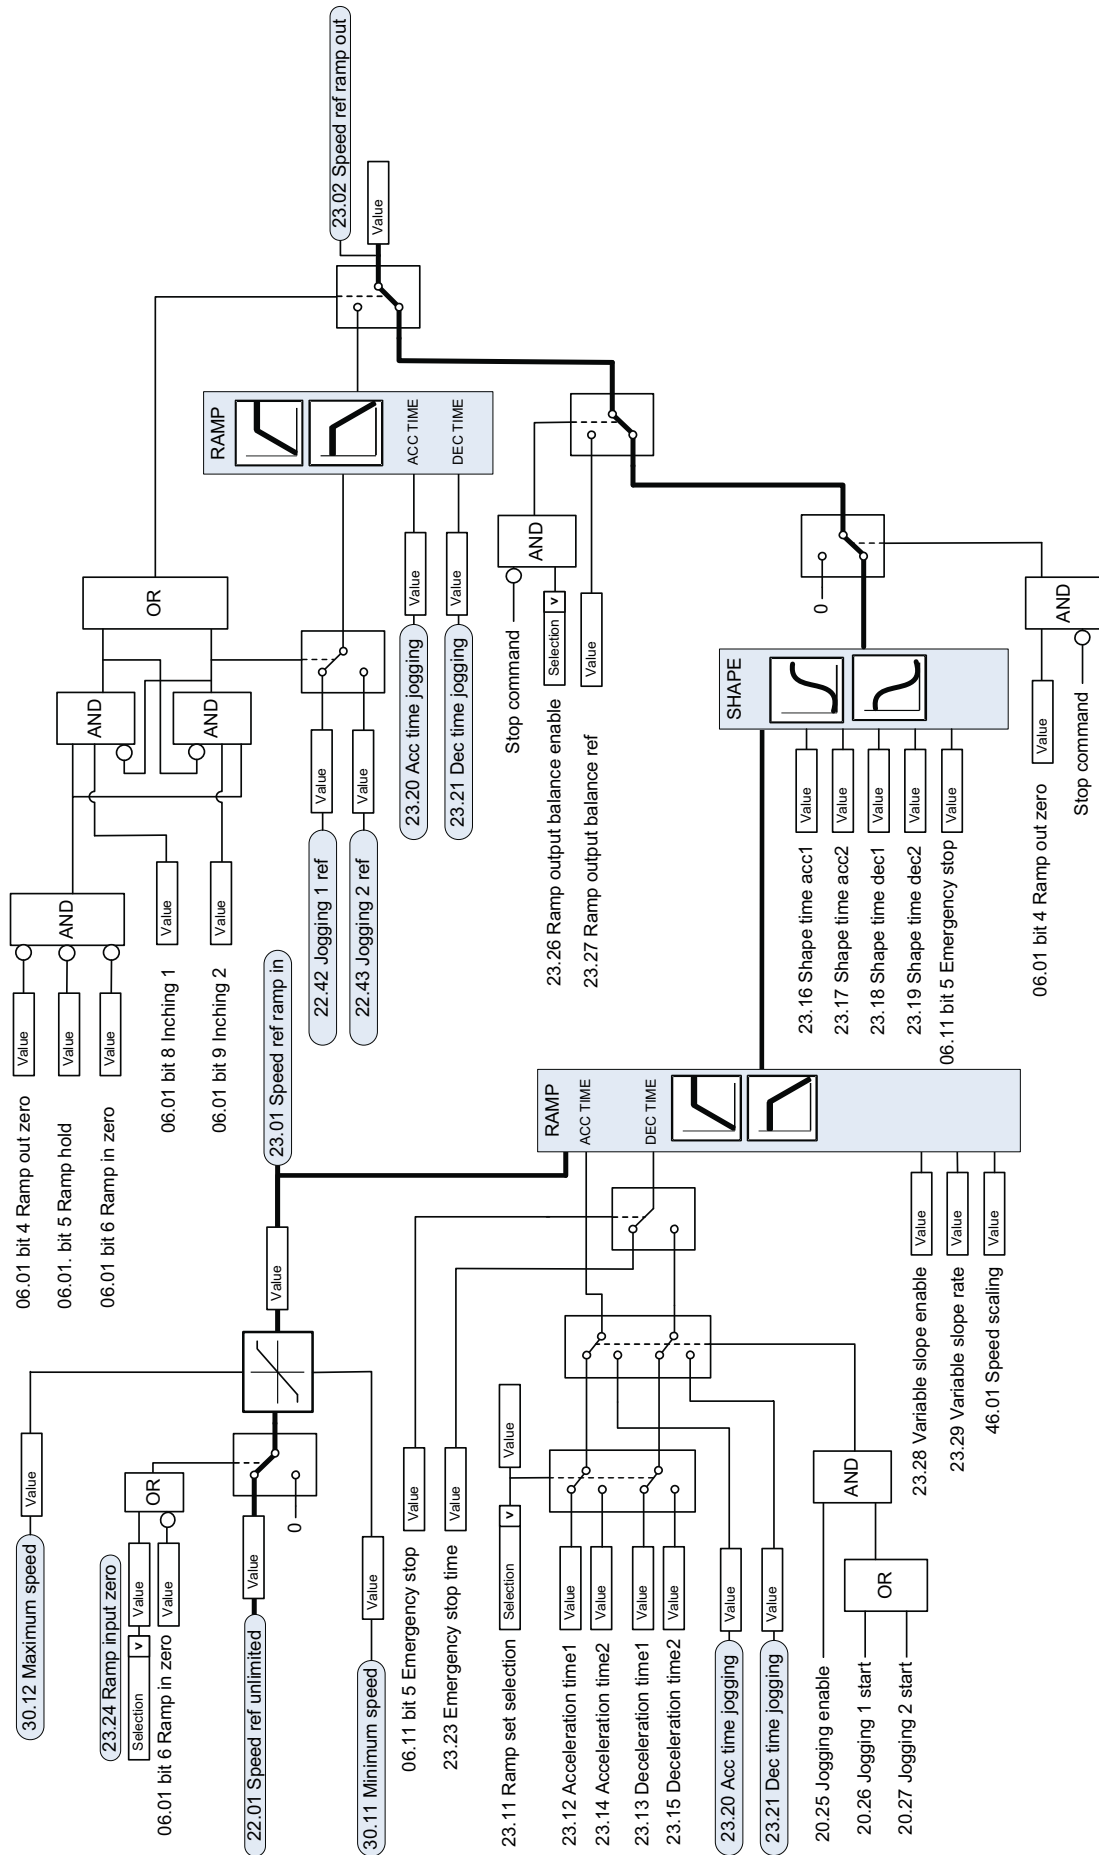 30.12 Maximum speed
Value
23.24 Ramp input zero
Selection
v
Value
OR
06.01 bit 6 Ramp in zero
Value
22.01 Speed ref unlimited
Value
0
30.11 Minimum speed
Value
Value
23.01 Speed ref ramp in
06.11 bit 5 Emergency stop
Value
23.23 Emergency stop time
Value
23.11 Ramp set selection
Selection
v
Value
23.12 Acceleration time1
Value
23.14 Acceleration time2
Value
23.13 Deceleration time1
Value
23.15 Deceleration time2
Value
23.20 Acc time jogging
Value
23.21 Dec time jogging
Value
20.25 Jogging enable
AND
20.26 Jogging 1 start
OR
20.27 Jogging 2 start
RAMP
ACC TIME
DEC TIME
23.28 Variable slope enable
Value
23.29 Variable slope rate
Value
46.01 Speed scaling
Value
06.01 bit 4 Ramp out zero
Value
06.01. bit 5 Ramp hold
Value
06.01 bit 6 Ramp in zero
Value
AND
06.01 bit 8 Inching 1
Value
06.01 bit 9 Inching 2
Value
AND
AND
OR
22.42 Jogging 1 ref
Value
22.43 Jogging 2 ref
Value
23.20 Acc time jogging
Value
23.21 Dec time jogging
Value
RAMP
ACC TIME
DEC TIME
Stop command
AND
23.26 Ramp output balance enable
Selection
v
23.27 Ramp output balance ref
Value
SHAPE
23.16 Shape time acc1
Value
23.17 Shape time acc2
Value
23.18 Shape time dec1
Value
23.19 Shape time dec2
Value
06.11 bit 5 Emergency stop
Value
0
06.01 bit 4 Ramp out zero
Value
AND
Stop command
23.02 Speed ref ramp out
Value